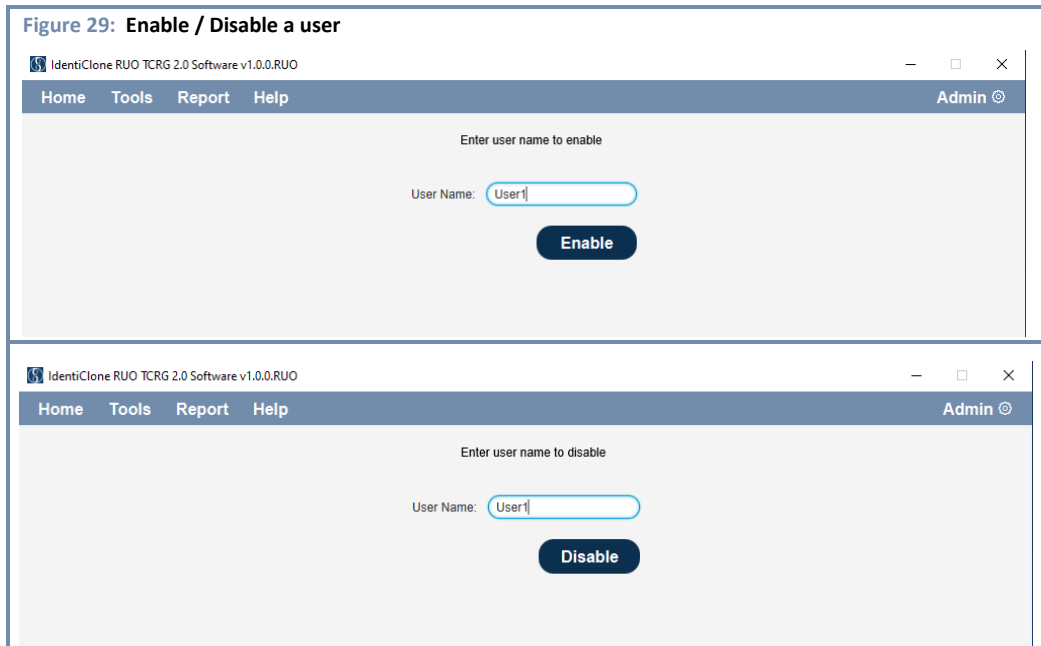 Figure 29: Enable / Disable a user
IdentiClone RUO TCRG 2.0 Software v1.0.0.RUO
Home Tools Report Help Admin
Enter user name to enable
User Name: User1
Enable
IdentiClone RUO TCRG 2.0 Software v1.0.0.RUO
Home Tools Report Help Admin
Enter user name to disable
User Name: User1
Disable